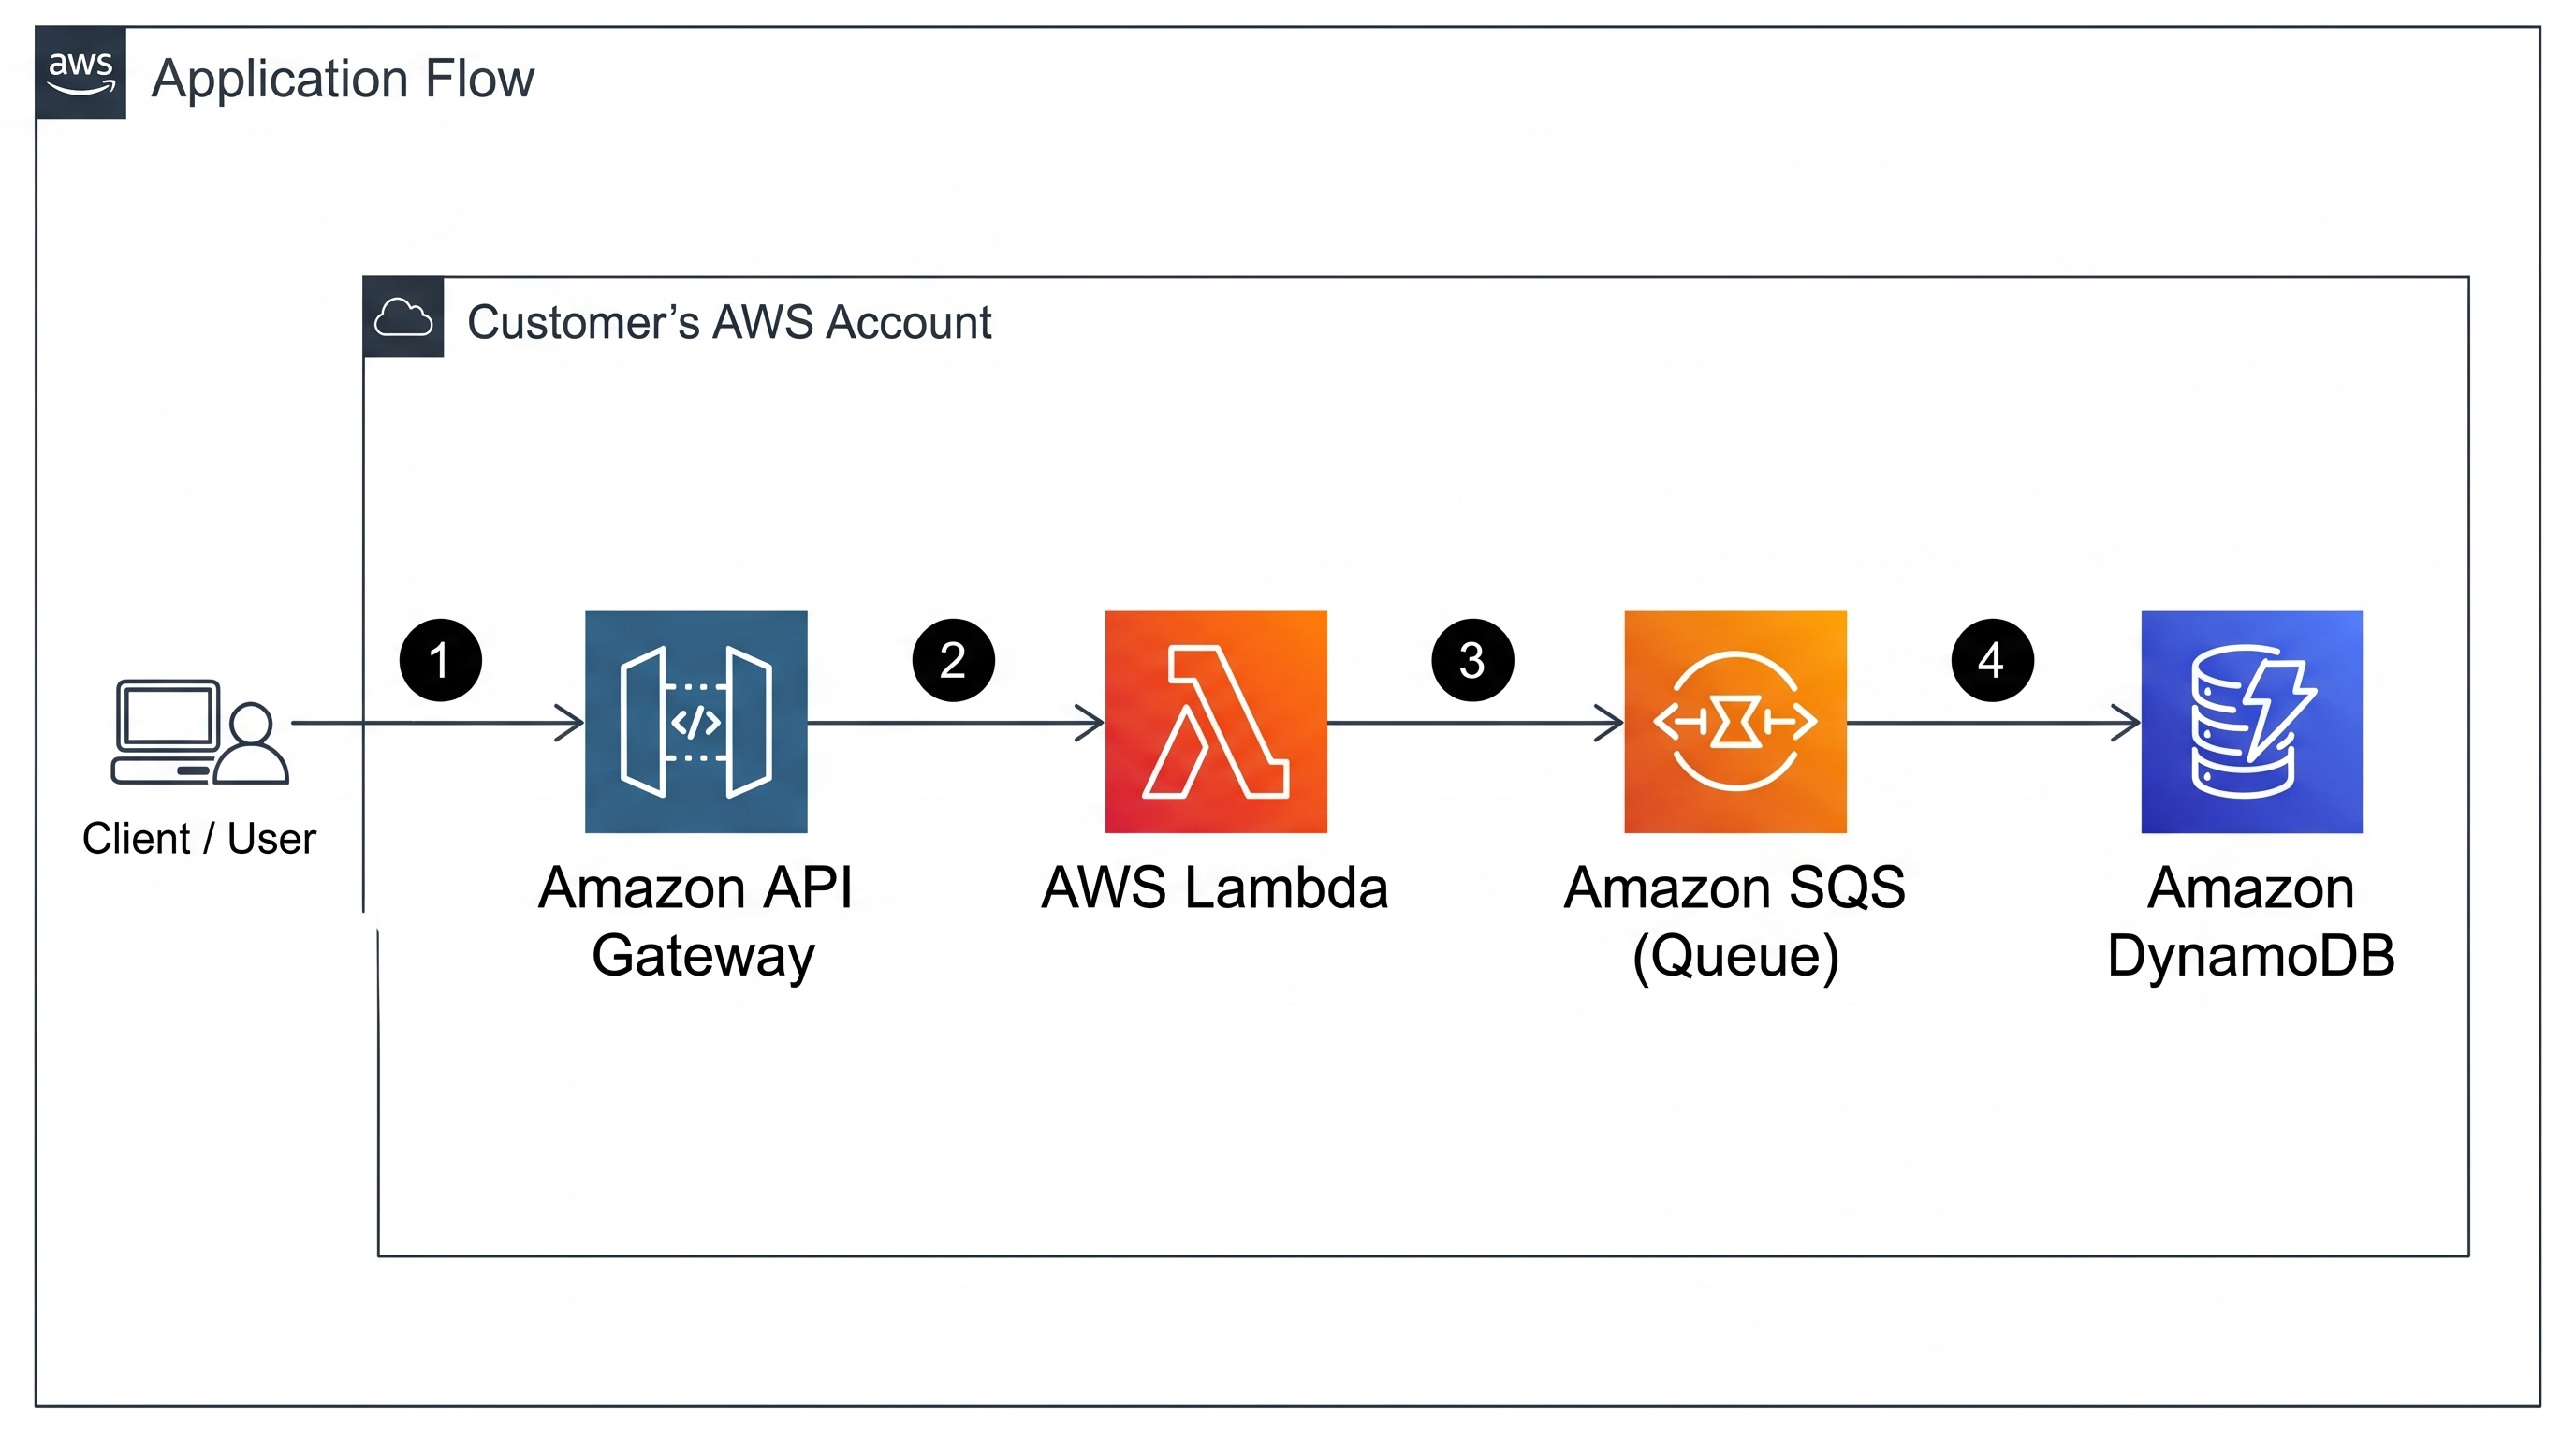 aws
Application Flow
Customer’s AWS Account
1
2
3
4
</>
Client / User
Amazon API
Gateway
AWS Lambda
Amazon SQS
(Queue)
Amazon
DynamoDB